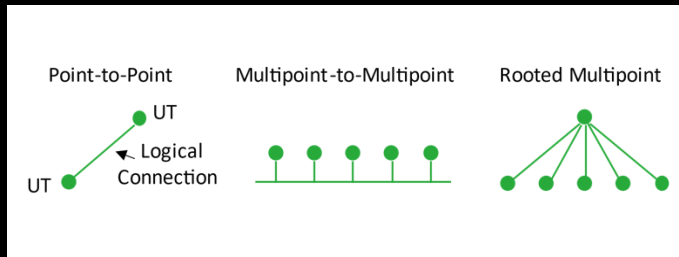 Point-to-Point
Multipoint-to-Multipoint
Rooted Multipoint
UT
Logical
Connection
UT